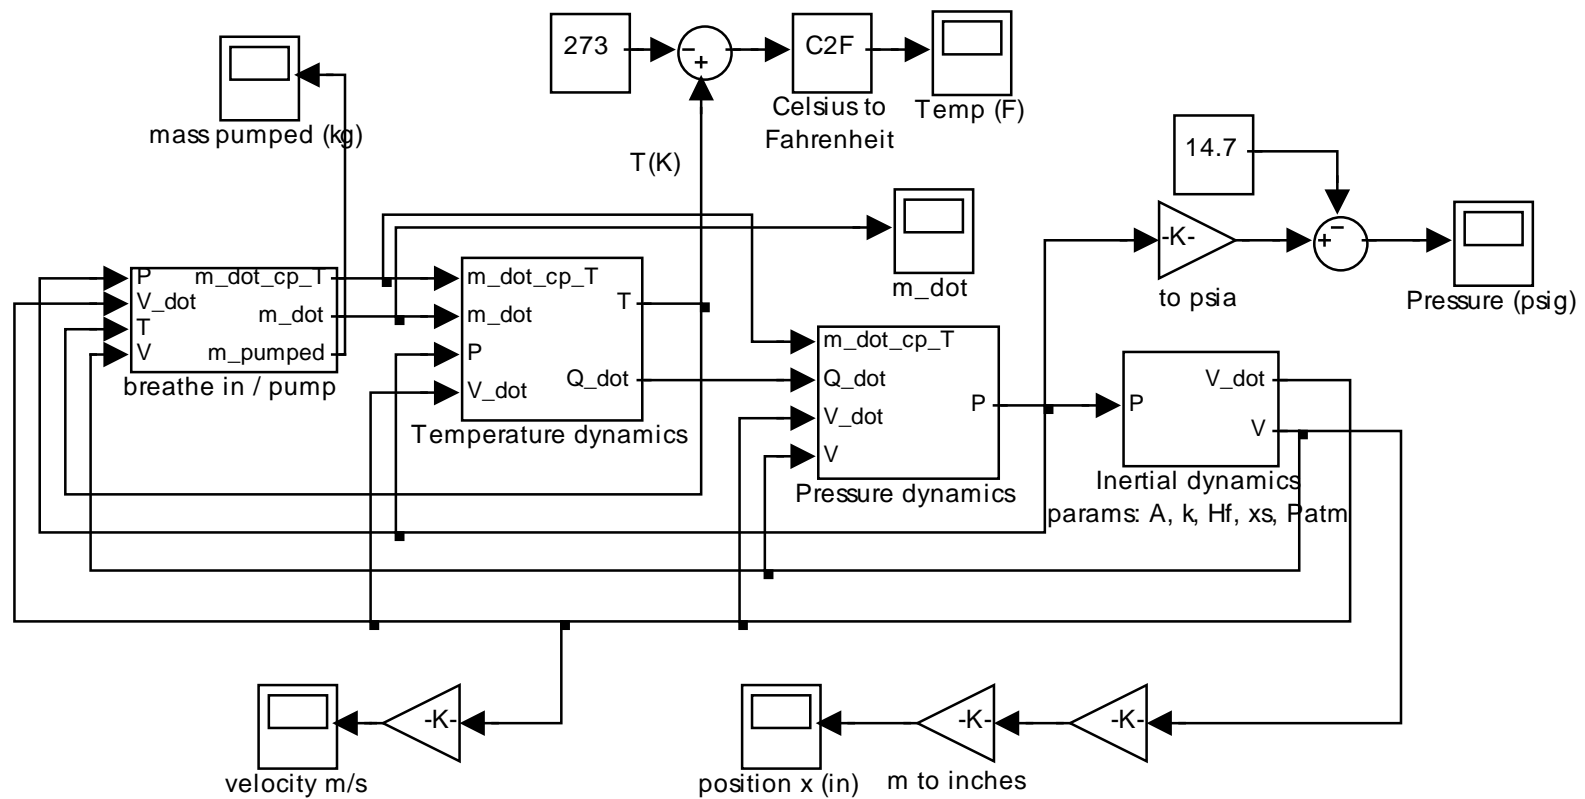 273
C2F
Celsius to
Fahrenheit
Temp (F)
mass pumped (kg)
T(K)
14.7
-K-
to psia
Pressure (psig)
m_dot
P
V_dot
T
V
m_dot_cp_T
m_dot
m_pumped
breathe in / pump
m_dot_cp_T
m_dot
P
V_dot
T
Q_dot
Temperature dynamics
m_dot_cp_T
Q_dot
V_dot
V
P
Pressure dynamics
P
V_dot
V
Inertial dynamics
params: A, k, Hf, xs, Patm
-K-
velocity m/s
position x (in)
-K-
m to inches
-K-